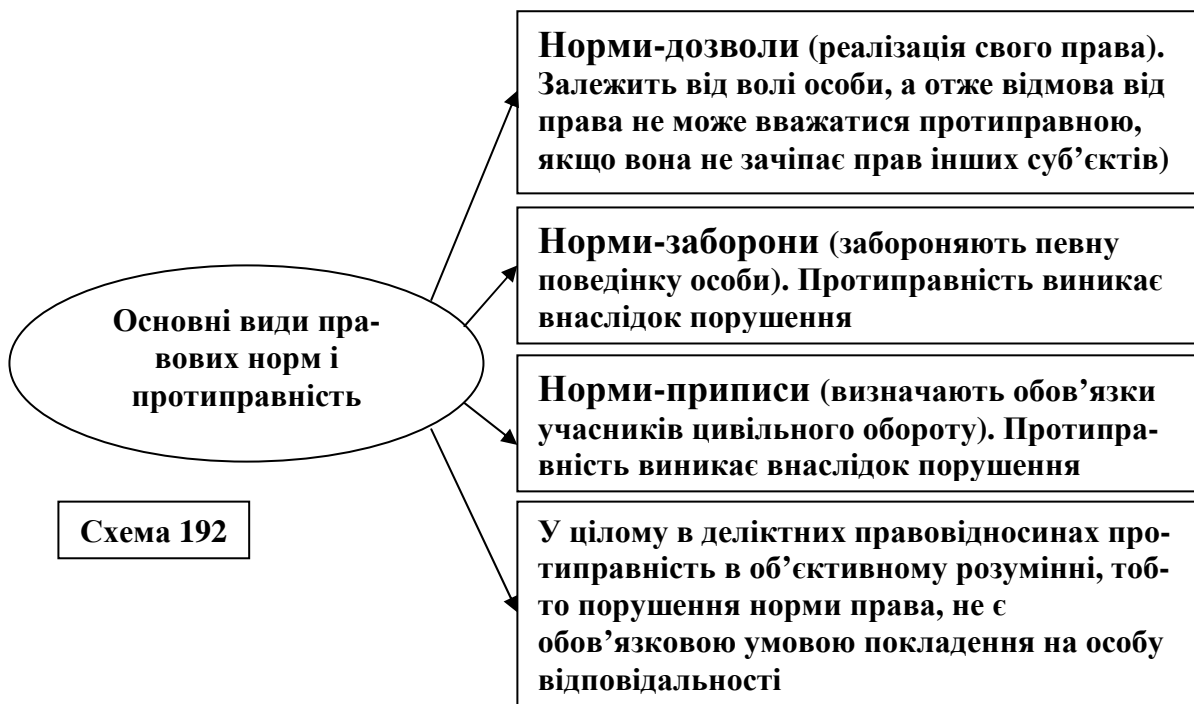 Норми-дозволи (реалізація свого права).
Залежить від волі особи, а отже відмова від
права не може вважатися протиправною,
якщо вона не зачіпає прав інших суб’єктів)
Норми-заборони (забороняють певну
поведінку особи). Протиправність виникає
внаслідок порушення
Основні види пра-
вових норм і
протиправність
Норми-приписи (визначають обов’язки
учасників цивільного обороту). Протипра-
вність виникає внаслідок порушення
Схема 192
У цілому в деліктних правовідносинах про-
типравність в об’єктивному розумінні, тоб-
то порушення норми права, не є
обов’язковою умовою покладення на особу
відповідальності